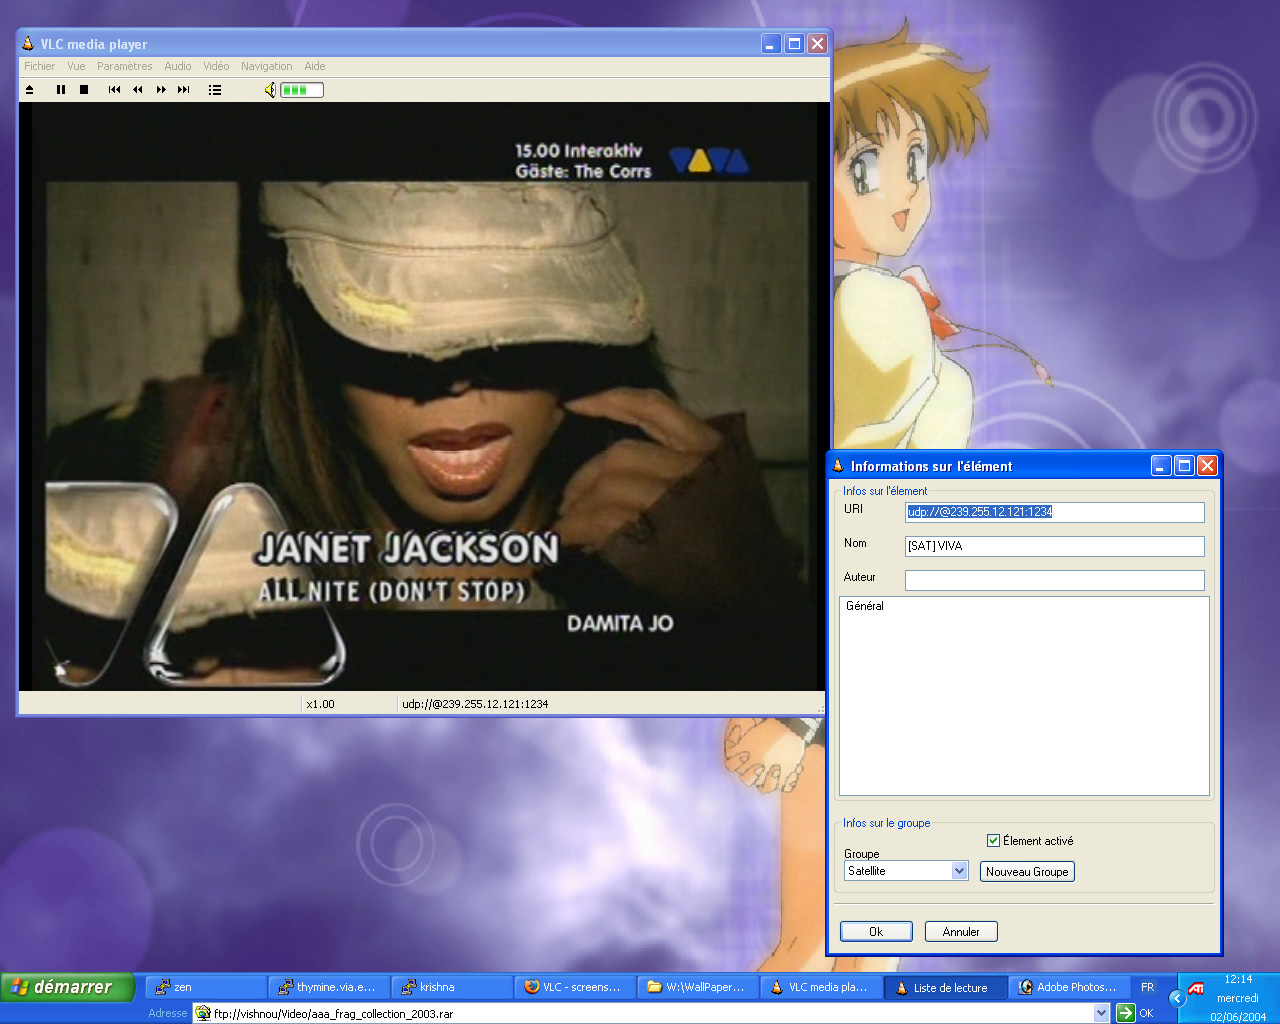 VLC media player
Fichier Vue Paramètres Audio Vidéo Navigation Aide
15.00 Interaktiv
Gäste: The Corrs
VIVA
JANET JACKSON
ALL NITE (DON'T STOP)
DAMITA JO
x1.00 udp://@239.255.12.121:1234
Informations sur l'élément
Infos sur l'élement
URI udp://@239.255.12.121:1234
Nom [SAT] VIVA
Auteur
Général
Infos sur le groupe
Élement activé
Groupe
Satellite Nouveau Groupe
Ok Annuler
démarrer zen thymine.via.e... krishna VLC - screens... W:\WallPaper... VLC media pla... Liste de lecture Adobe Photos... FR ATI 12:14
mercredi
02/06/2004
Adresse ftp://vishnou/Video/aaa_frag_collection_2003.rar OK